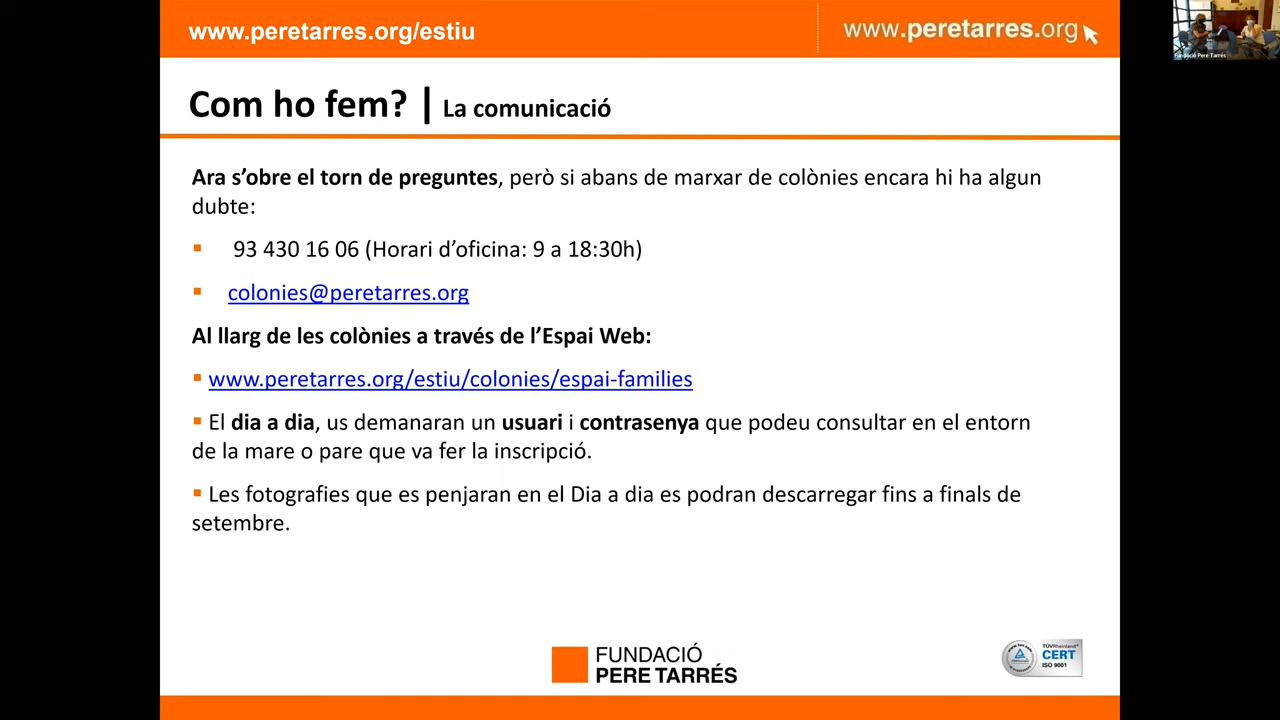 www.peretarres.org/estiu
www.peretarres.org
Fundació Pere Tarrés
Com ho fem? | La comunicació
Ara s’obre el torn de preguntes, però si abans de marxar de colònies encara hi ha algun
dubte:
▪ 93 430 16 06 (Horari d’oficina: 9 a 18:30h)
▪ colonies@peretarres.org
Al llarg de les colònies a través de l’Espai Web:
▪ www.peretarres.org/estiu/colonies/espai-families
▪ El dia a dia, us demanaran un usuari i contrasenya que podeu consultar en el entorn
de la mare o pare que va fer la inscripció.
▪ Les fotografies que es penjaran en el Dia a dia es podran descarregar fins a finals de
setembre.
FUNDACIÓ
PERE TARRÉS
TÜVRheinland
CERT
ISO 9001